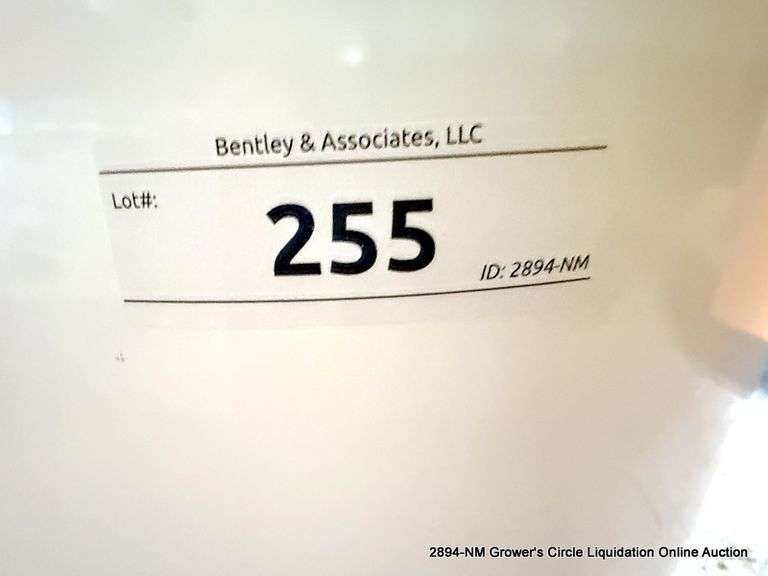 Bentley & Associates, LLC
Lot#:
255
ID: 2894-NM
2894-NM Grower's Circle Liquidation Online Auction